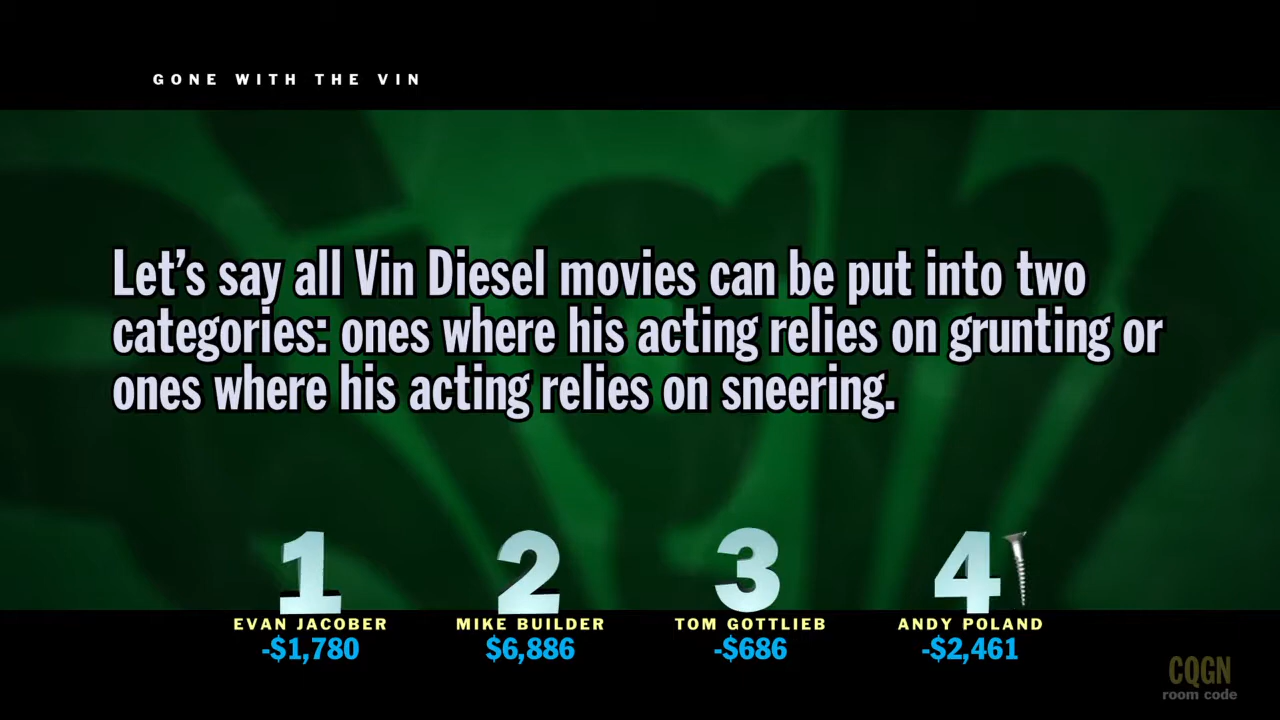 GONE WITH THE VIN
Let's say all Vin Diesel movies can be put into two
categories: ones where his acting relies on grunting or
ones where his acting relies on sneering.
1 2 3 4
EVAN JACOBER MIKE BUILDER TOM GOTTLIEB ANDY POLAND
-$1,780 $6,886 -$686 -$2,461
CQGN
room code